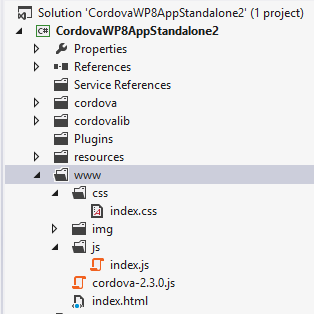 Solution 'CordovaWP8AppStandalone2' (1 project)
C# CordovaWP8AppStandalone2
Properties
References
Service References
cordova
cordovalib
Plugins
resources
www
css
index.css
img
js
index.js
cordova-2.3.0.js
index.html